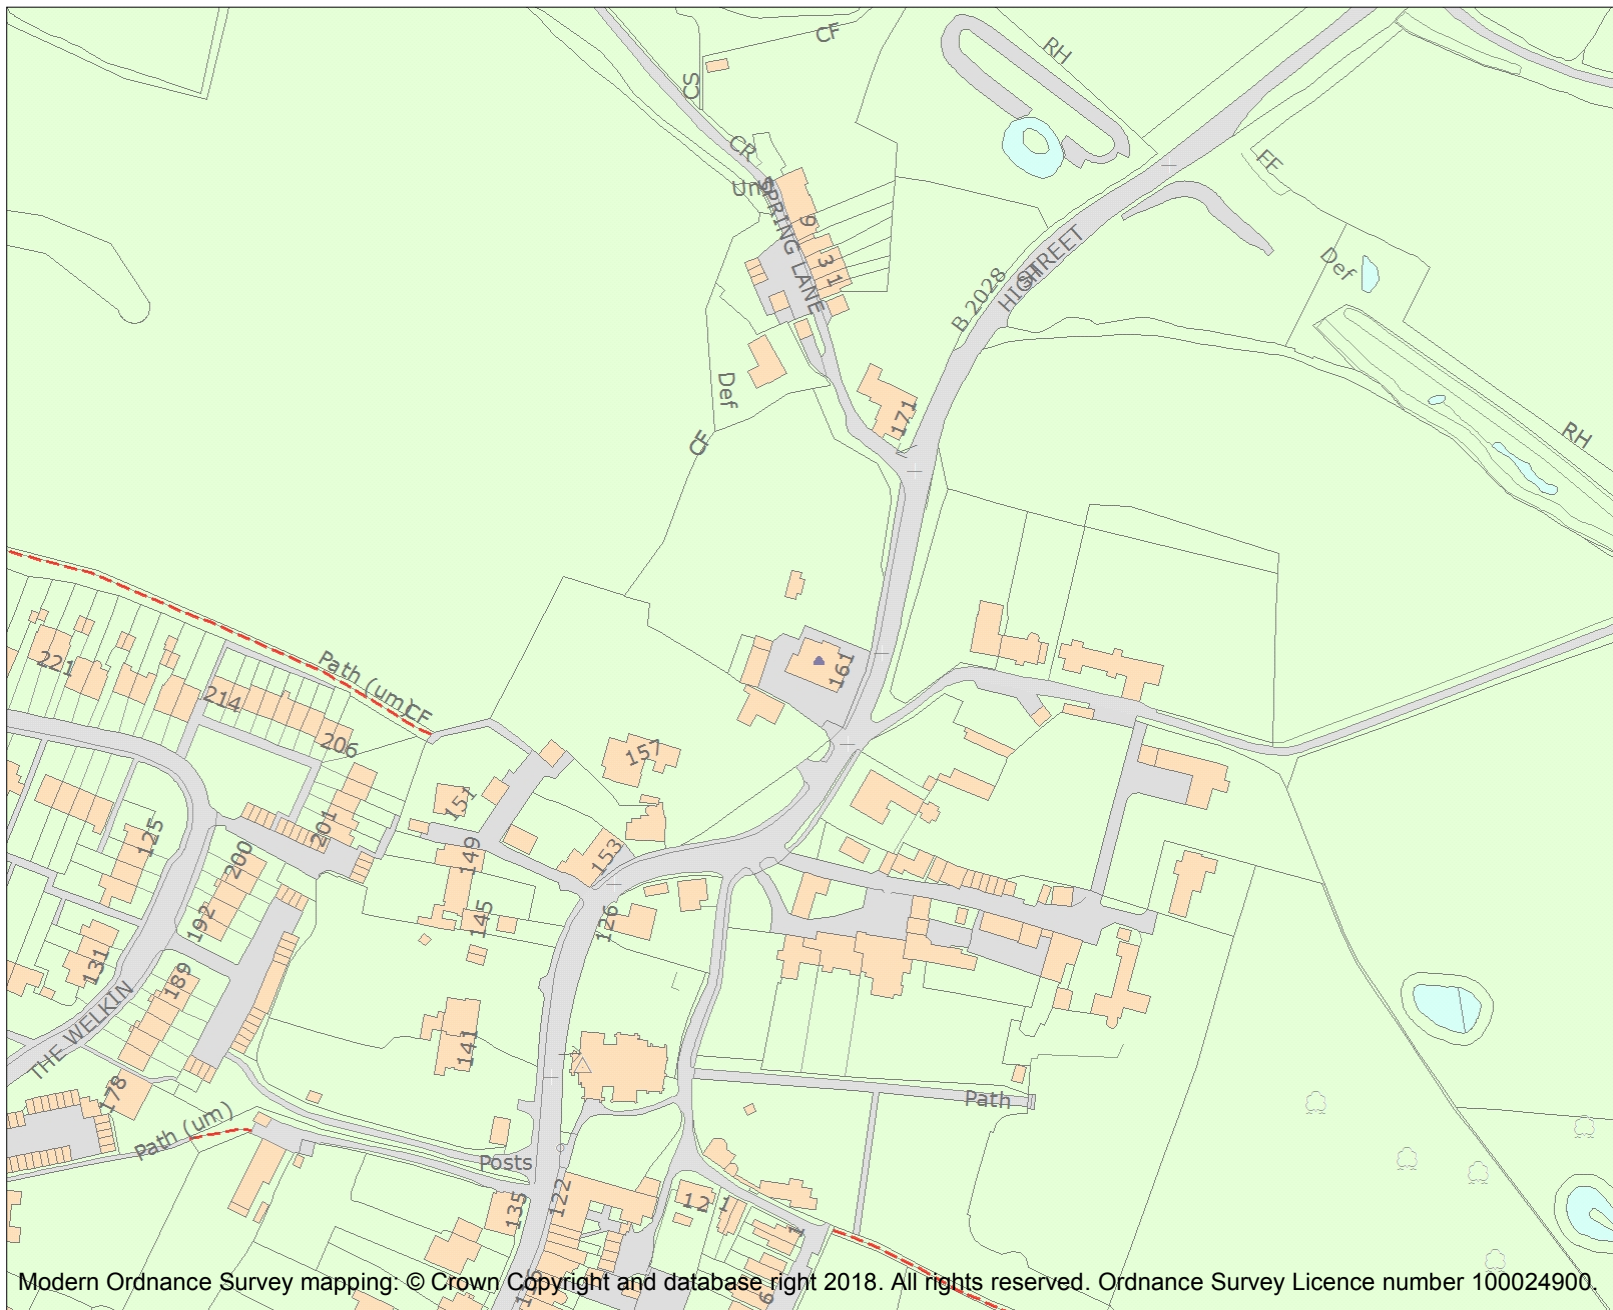 CF
RH
CS
CR
Und
FF
SPRING LANE
9
3
1
Def
B 2028
HIGH STREET
Def
171
CF
RH
Path (um)
CF
221
214
206
161
157
151
201
125
200
149
153
192
145
126
131
189
THE WELKIN
141
178
Path (um)
Path
Posts
135
122
12
1
1
Modern Ordnance Survey mapping: © Crown Copyright and database right 2018. All rights reserved. Ordnance Survey Licence number 100024900.